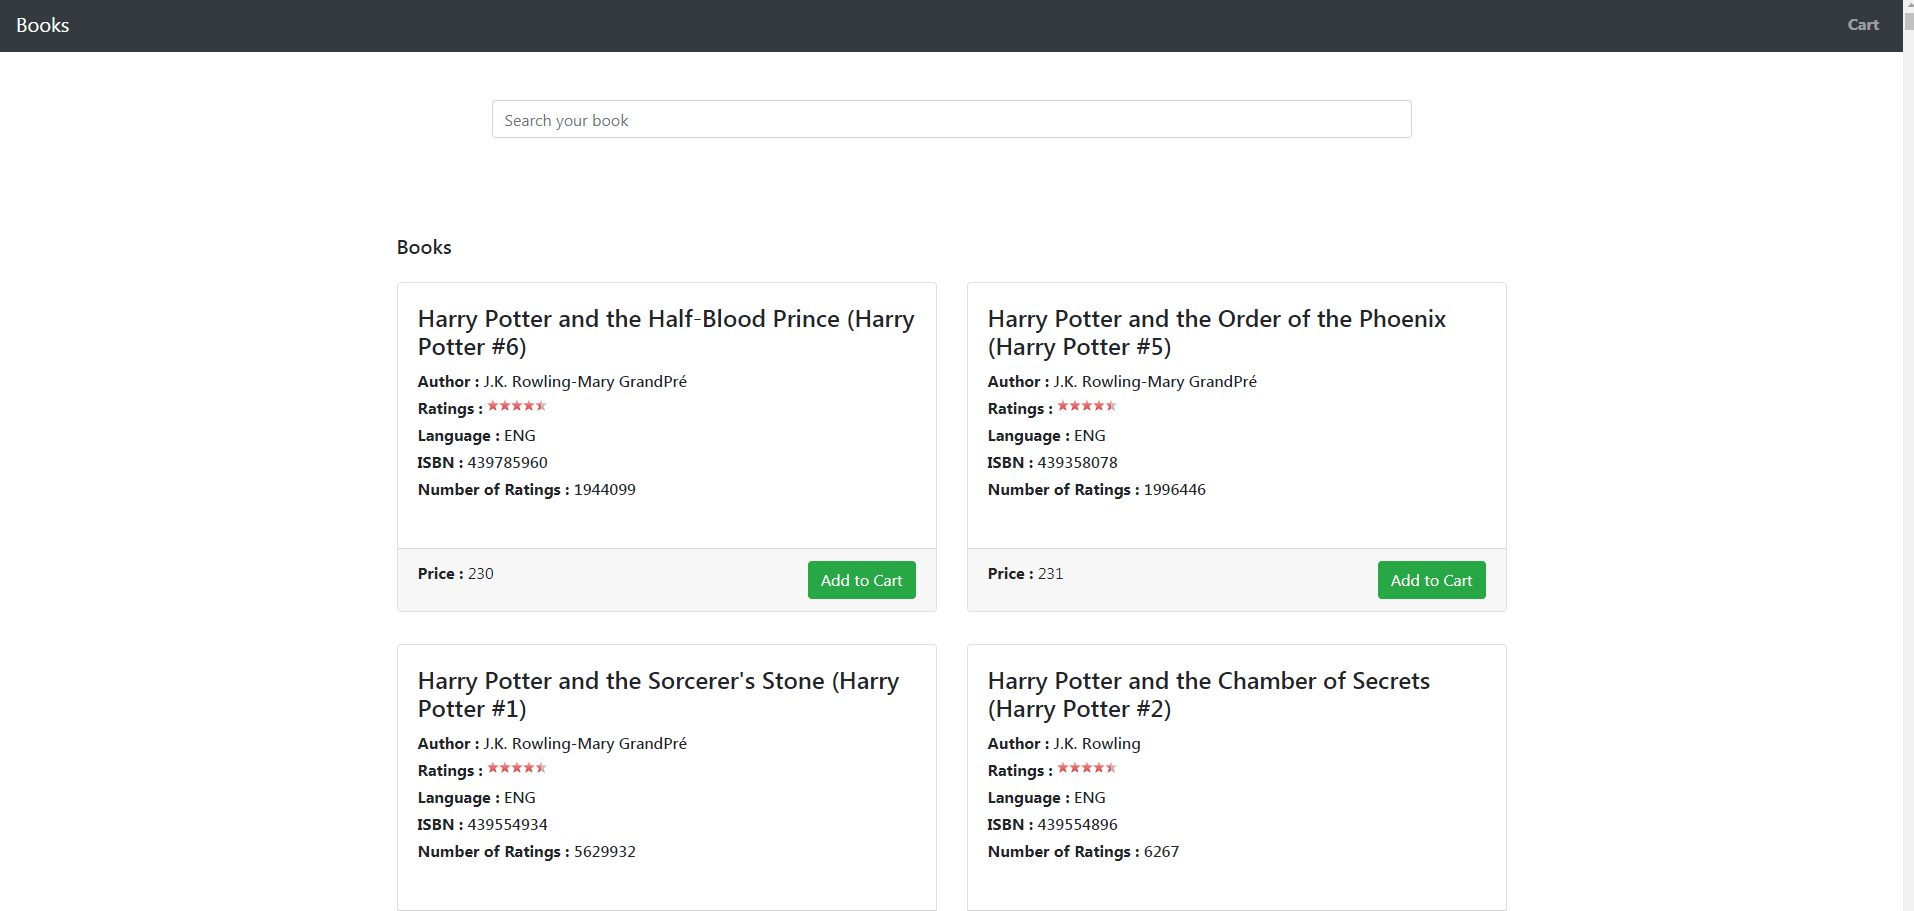 Books
Cart
Search your book
Books
Harry Potter and the Half-Blood Prince (Harry
Potter #6)
Author : J.K. Rowling-Mary GrandPré
Ratings :
Language : ENG
ISBN : 439785960
Number of Ratings : 1944099
Price : 230
Add to Cart
Harry Potter and the Order of the Phoenix
(Harry Potter #5)
Author : J.K. Rowling-Mary GrandPré
Ratings :
Language : ENG
ISBN : 439358078
Number of Ratings : 1996446
Price : 231
Add to Cart
Harry Potter and the Sorcerer's Stone (Harry
Potter #1)
Author : J.K. Rowling-Mary GrandPré
Ratings :
Language : ENG
ISBN : 439554934
Number of Ratings : 5629932
Harry Potter and the Chamber of Secrets
(Harry Potter #2)
Author : J.K. Rowling
Ratings :
Language : ENG
ISBN : 439554896
Number of Ratings : 6267